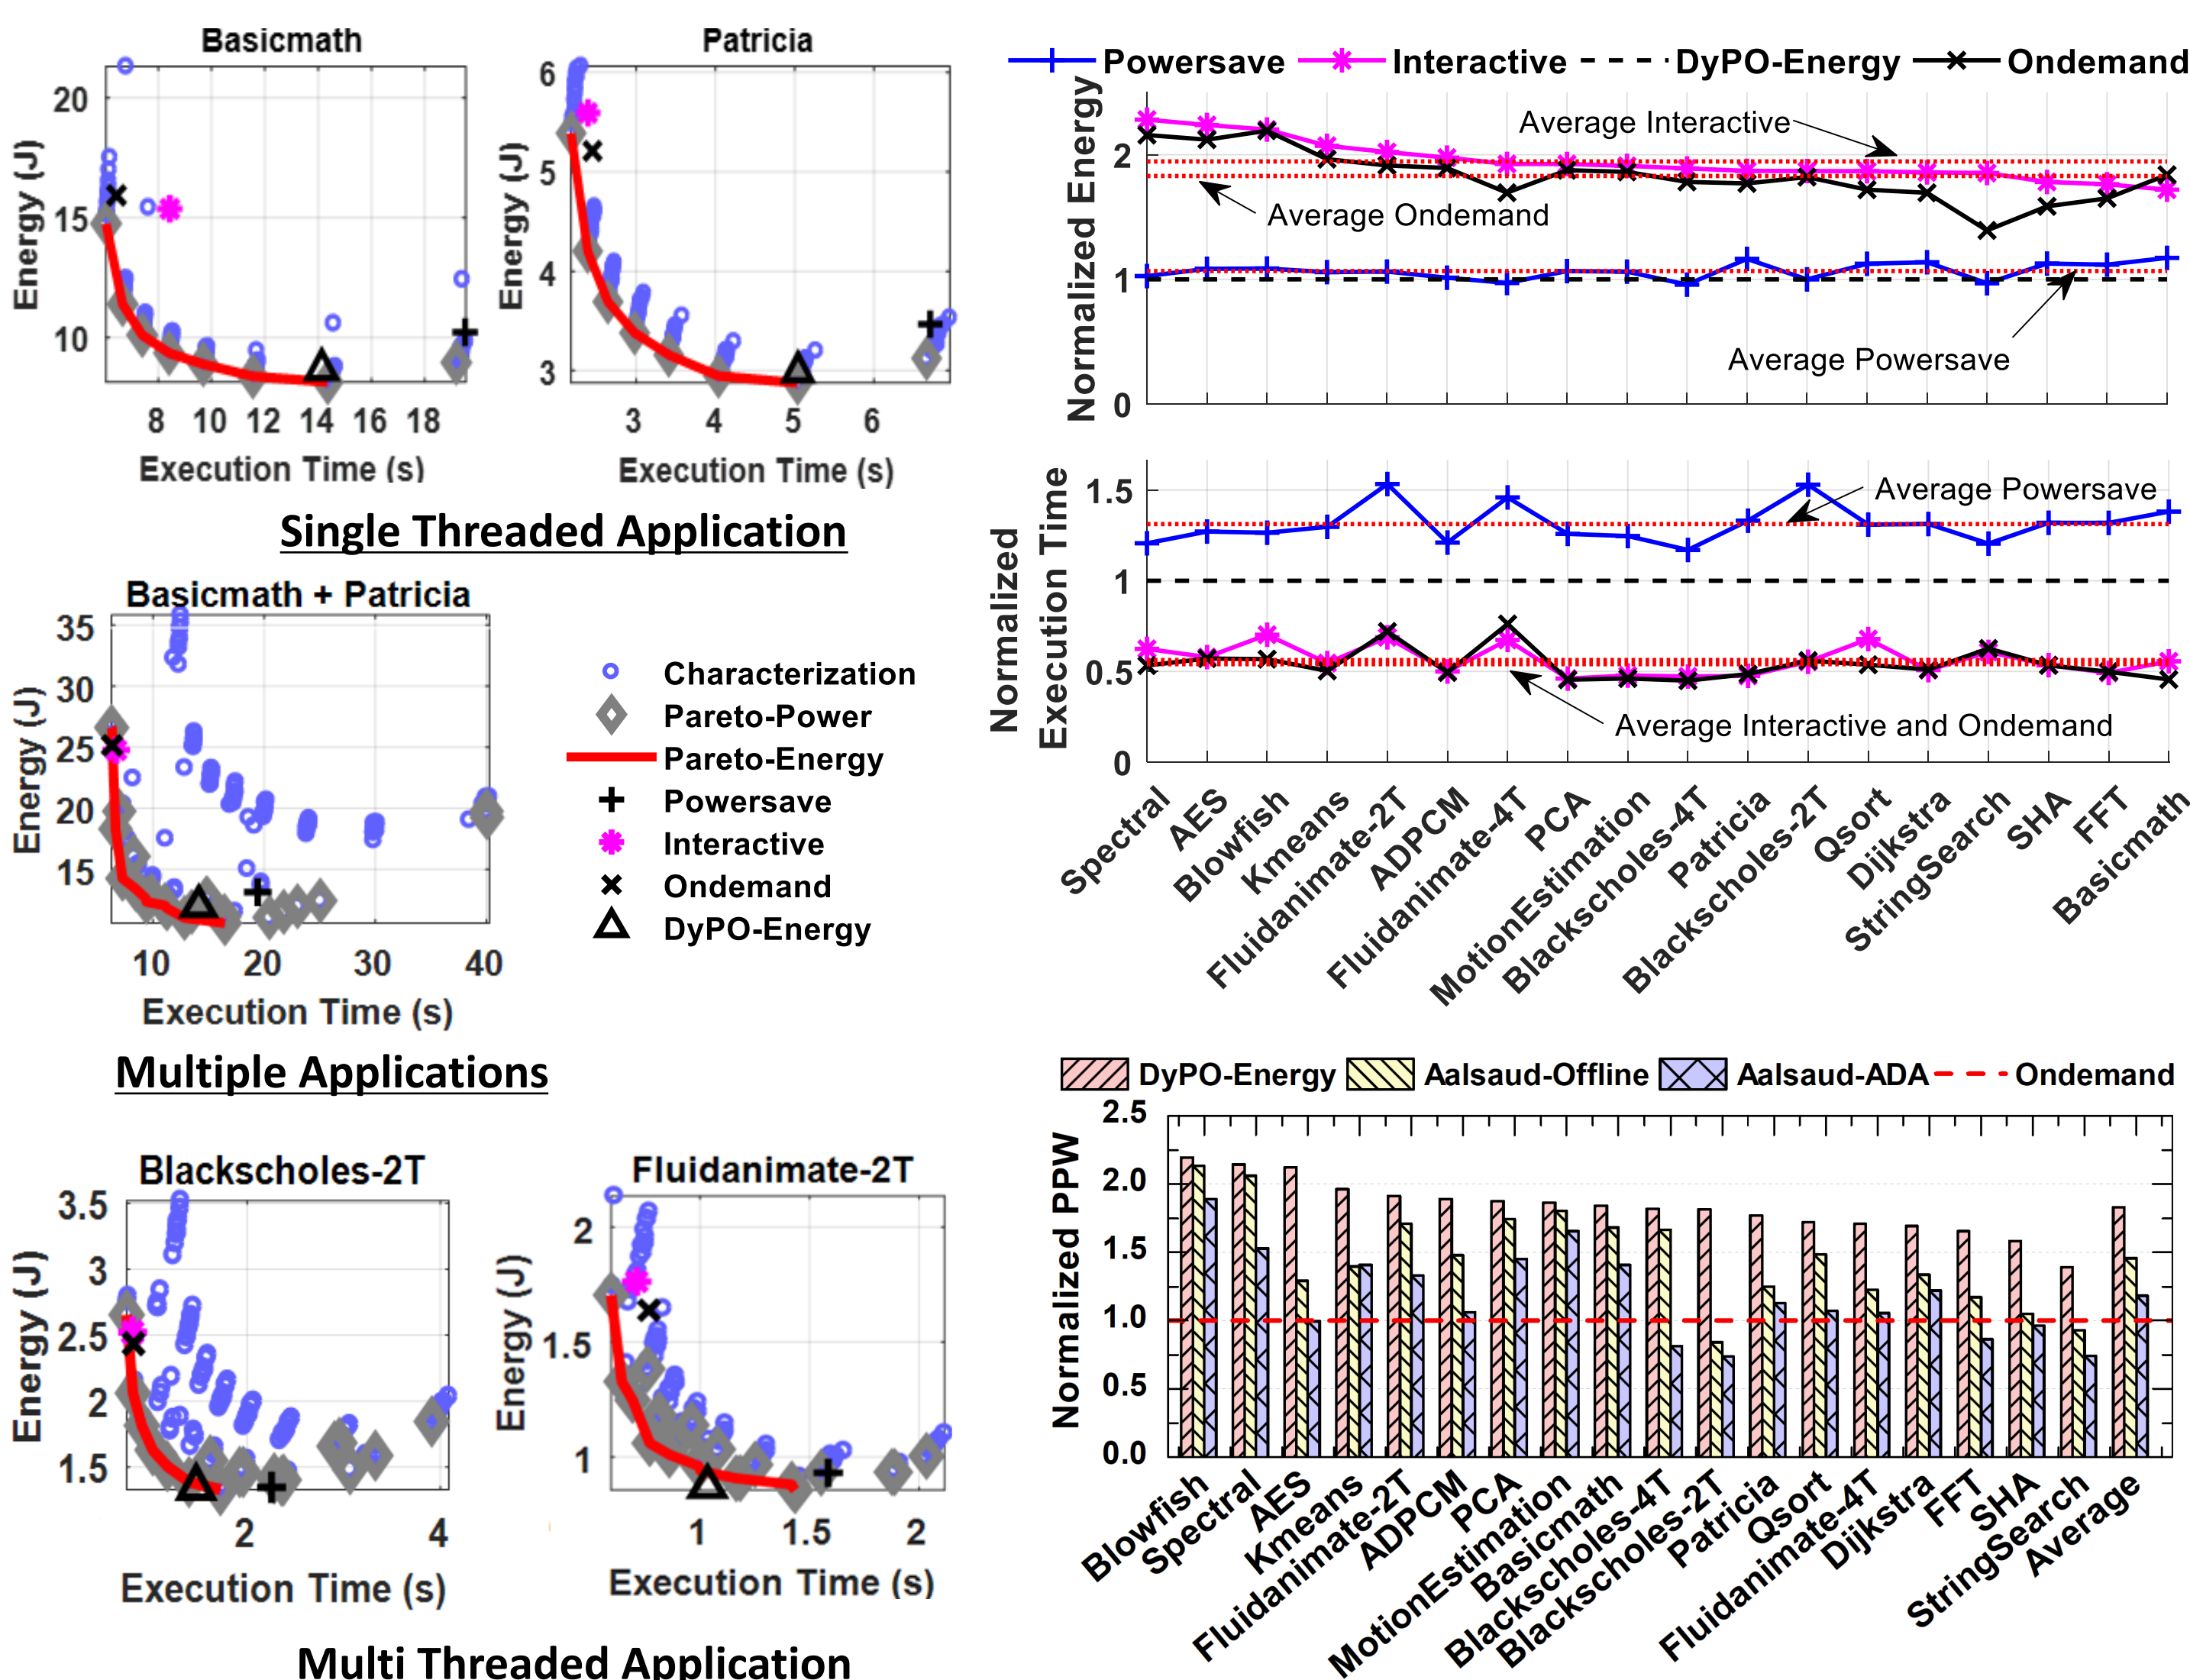 Basicmath
20
15
10
Energy (J)
8 10 12 14 16 18
Execution Time (s)
Patricia
6
5
4
3
Energy (J)
3 4 5 6
Execution Time (s)
Single Threaded Application
Basicmath + Patricia
35
30
25
20
15
Energy (J)
10 20 30 40
Execution Time (s)
Multiple Applications
Characterization
Pareto-Power
Pareto-Energy
Powersave
Interactive
Ondemand
DyPO-Energy
Blackscholes-2T
3.5
3
2.5
2
1.5
Energy (J)
2 4
Execution Time (s)
Fluidanimate-2T
2
1.5
1
Energy (J)
1 1.5 2
Execution Time (s)
Multi Threaded Application
Powersave Interactive DyPO-Energy Ondemand
Normalized Energy
2
1
0
Average Interactive
Average Ondemand
Average Powersave
Normalized
Execution Time
1.5
1
0.5
0
Average Powersave
Average Interactive and Ondemand
Spectral
AES
Blowfish
Kmeans
Fluidanimate-2T
ADPCM
Fluidanimate-4T
PCA
MotionEstimation
Blackscholes-4T
Patricia
Blackscholes-2T
Qsort
Dijkstra
StringSearch
SHA
FFT
Basicmath
DyPO-Energy Aalsaud-Offline Aalsaud-ADA Ondemand
Normalized PPW
2.5
2.0
1.5
1.0
0.5
0.0
Blowfish
Spectral
AES
Kmeans
Fluidanimate-2T
ADPCM
PCA
MotionEstimation
Basicmath
Blackscholes-4T
Blackscholes-2T
Patricia
Qsort
Fluidanimate-4T
Dijkstra
FFT
SHA
StringSearch
Average